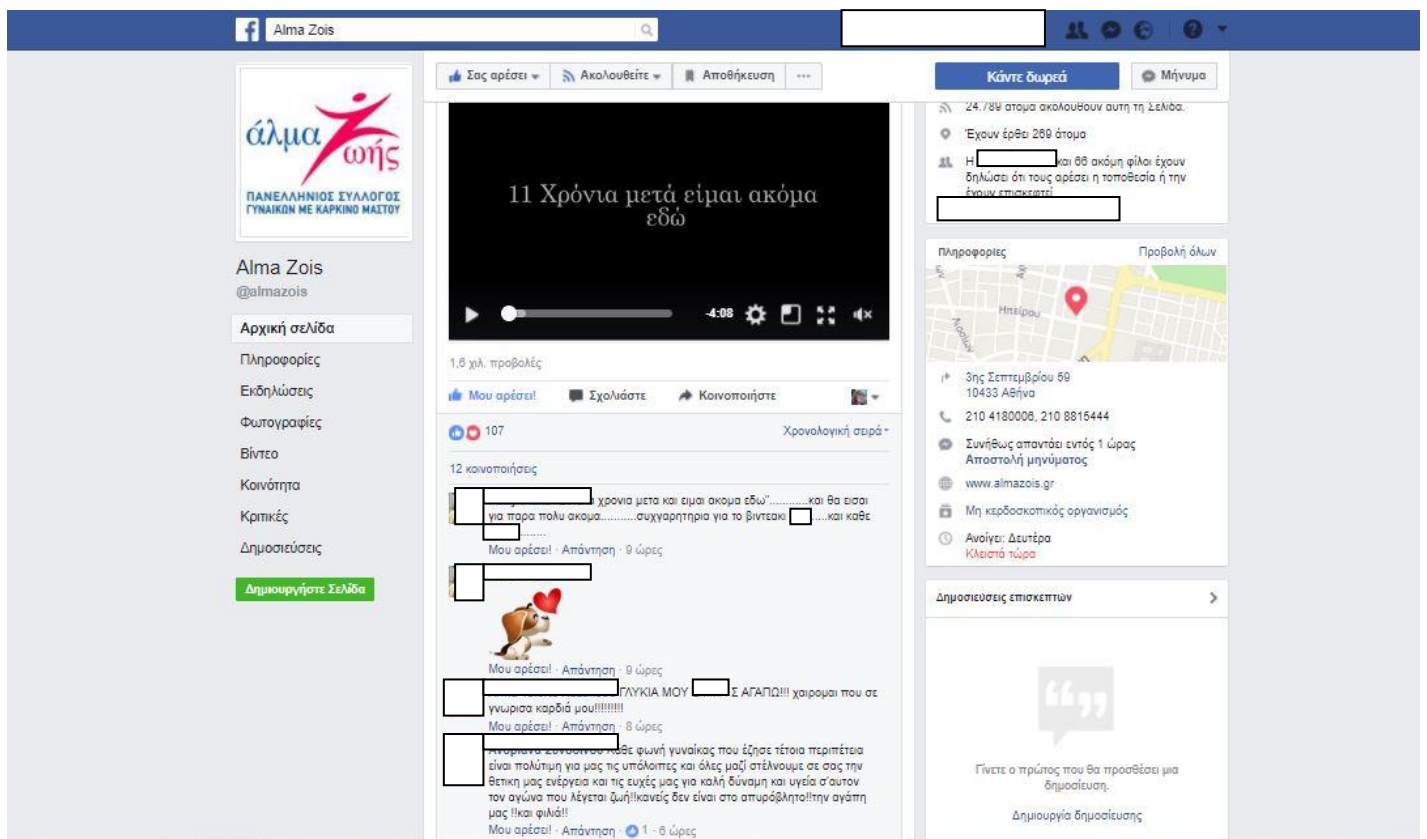 Alma Zois
άλμα
Ζωής
ΠΑΝΕΛΛΗΝΙΟΣ ΣΥΛΛΟΓΟΣ
ΓΥΝΑΙΚΩΝ ΜΕ ΚΑΡΚΙΝΟ ΜΑΣΤΟΥ
Alma Zois
@almazois
Αρχική σελίδα
Πληροφορίες
Εκδηλώσεις
Φωτογραφίες
Βίντεο
Κοινότητα
Κριτικές
Δημοσιεύσεις
Δημιουργήστε Σελίδα
Σας αρέσει
Ακολουθείτε
Αποθήκευση
Κάντε δωρεά
Μήνυμα
11 Χρόνια μετά είμαι ακόμα
εδώ
-4:08
1,6 χιλ. προβολές
Μου αρέσει! Σχολιάστε Κοινοποιήστε
107 Χρονολογική σειρά
12 κοινοποιήσεις
χρονια μετα και ειμαι ακομα εδω"............και θα εισαι
για παρα πολυ ακομα...........συχγαρητηρια για το βιντεακι .....και καθε
.........
Μου αρέσει! · Απάντηση · 9 ώρες
Μου αρέσει! · Απάντηση · 9 ώρες
ΓΛΥΚΙΑ ΜΟΥ Σ ΑΓΑΠΩ!!! χαιρομαι που σε
γνωρισα καρδιά μου!!!!!!!!!
Μου αρέσει! · Απάντηση · 8 ώρες
κάθε φωνή γυναίκας που έζησε τέτοια περιπέτεια
είναι πολύτιμη για μας τις υπόλοιπες και όλες μαζί στέλνουμε σε σας την
θετικη μας ενέργεια και τις ευχές μας για καλή δύναμη και υγεία σ'αυτον
τον αγώνα που λέγεται ζωή!!κανείς δεν είναι στο απυρόβλητο!!την αγάπη
μας !!και φιλιά!!
Μου αρέσει! · Απάντηση · 1 · 6 ώρες
24.789 άτομα ακολουθούν αυτή τη Σελίδα.
Έχουν έρθει 269 άτομα
Η και 66 ακόμη φίλοι έχουν
δηλώσει ότι τους αρέσει η τοποθεσία ή την
έχουν επισκεφτεί
Πληροφορίες Προβολή όλων
Ηπείρου
3ης Σεπτεμβρίου 59
10433 Αθήνα
210 4180006, 210 8815444
Συνήθως απαντάει εντός 1 ώρας
Αποστολή μηνύματος
www.almazois.gr
Μη κερδοσκοπικός οργανισμός
Ανοίγει: Δευτέρα
Κλειστά τώρα
Δημοσιεύσεις επισκεπτών
Γίνετε ο πρώτος που θα προσθέσει μια
δημοσίευση.
Δημιουργία δημοσίευσης